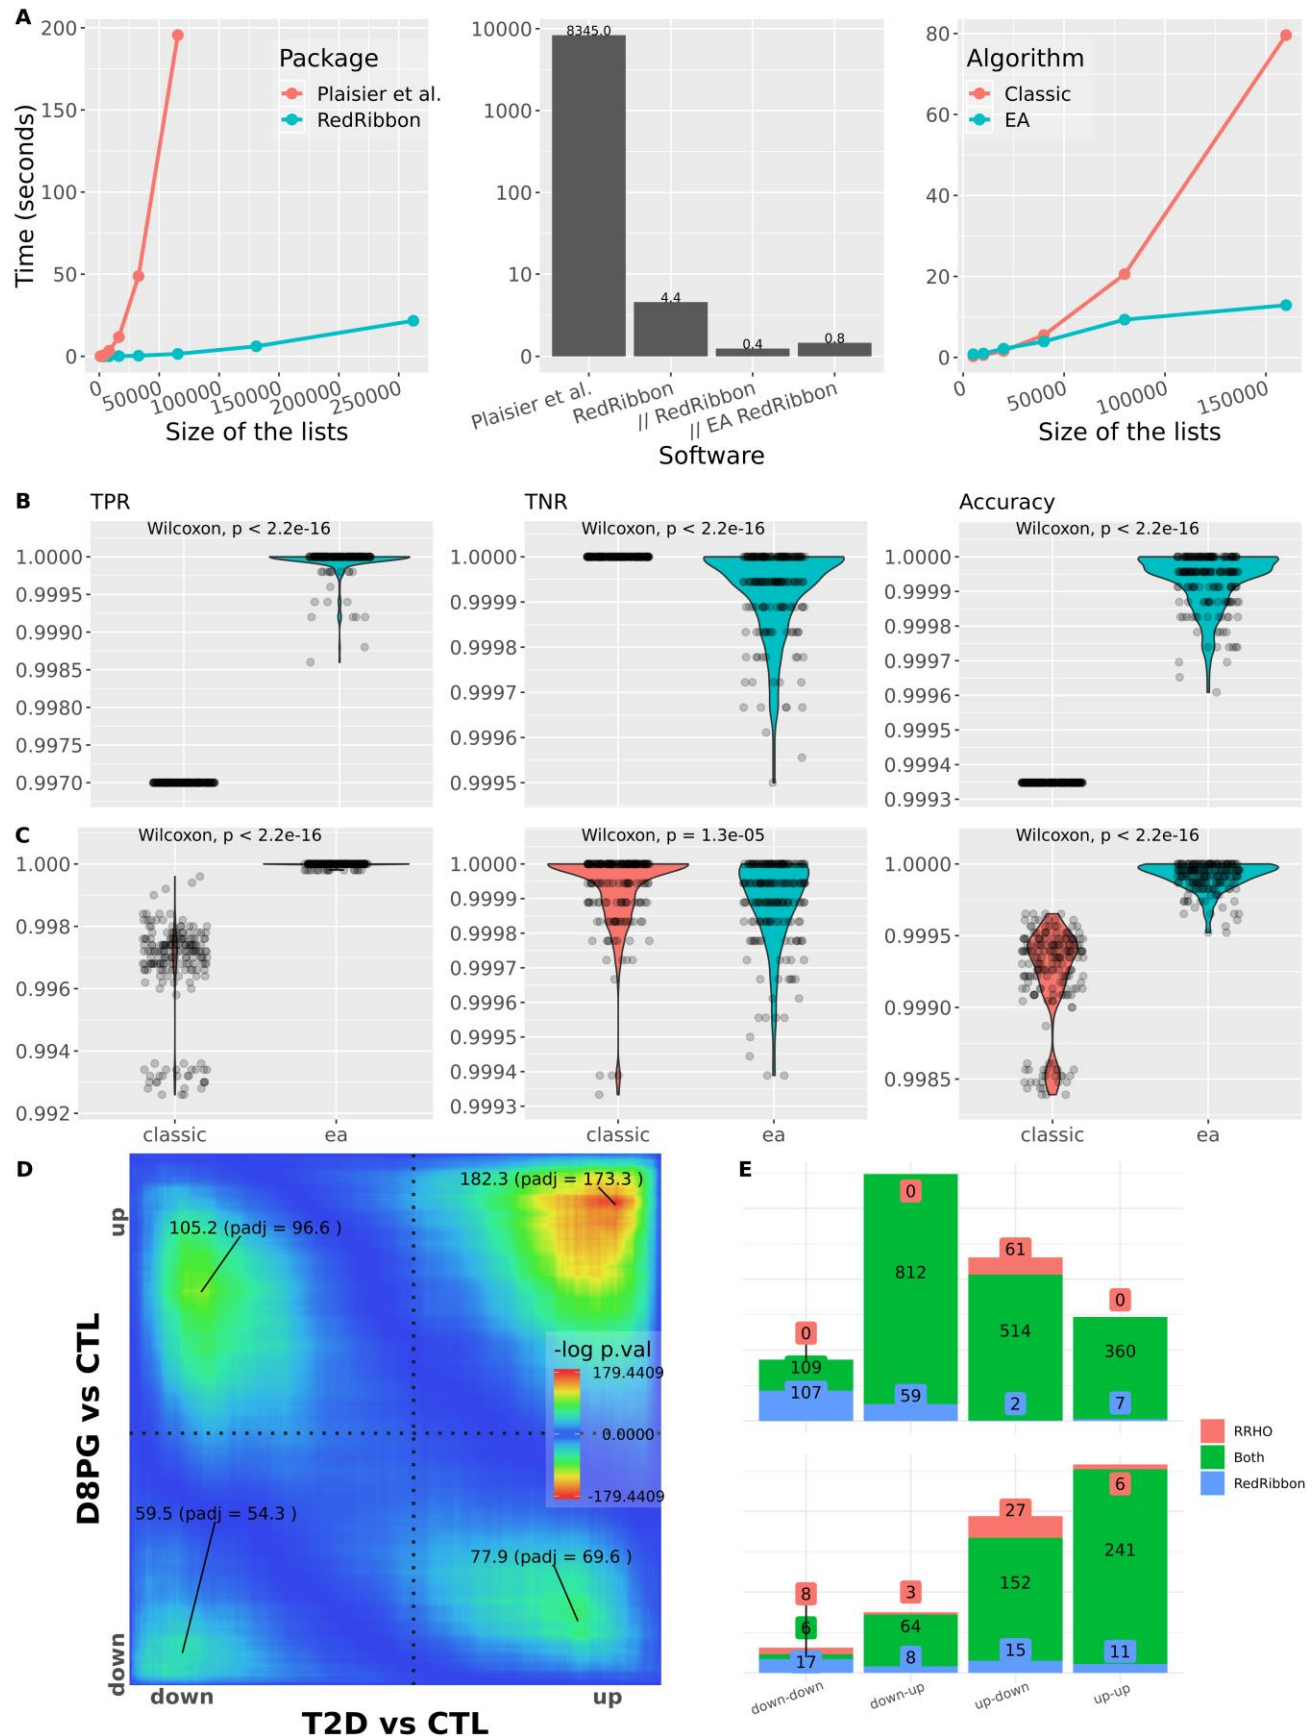 A
Time (seconds)
200
150
100
50
0
Package
Plaisier et al.
RedRibbon
0
50000
100000
150000
200000
250000
Size of the lists
10000
1000
100
10
0
8345.0
4.4
0.4
0.8
Plaisier et al.
RedRibbon
// RedRibbon
// EA RedRibbon
Software
80
60
40
20
0
Algorithm
Classic
EA
0
50000
100000
150000
Size of the lists
B
TPR
Wilcoxon, p < 2.2e-16
1.0000
0.9995
0.9990
0.9985
0.9980
0.9975
0.9970
TNR
Wilcoxon, p < 2.2e-16
1.0000
0.9999
0.9998
0.9997
0.9996
0.9995
Accuracy
Wilcoxon, p < 2.2e-16
1.0000
0.9999
0.9998
0.9997
0.9996
0.9995
0.9994
0.9993
C
Wilcoxon, p < 2.2e-16
1.000
0.998
0.996
0.994
0.992
classic
ea
Wilcoxon, p = 1.3e-05
1.0000
0.9999
0.9998
0.9997
0.9996
0.9995
0.9994
0.9993
classic
ea
Wilcoxon, p < 2.2e-16
1.0000
0.9995
0.9990
0.9985
classic
ea
D
D8PG vs CTL
up
down
182.3 (padj = 173.3 )
105.2 (padj = 96.6 )
-log p.val
179.4409
0.0000
-179.4409
59.5 (padj = 54.3 )
77.9 (padj = 69.6 )
down
up
T2D vs CTL
E
0
109
107
0
812
59
61
514
2
0
360
7
8
6
17
3
64
8
27
152
15
6
241
11
down-down
down-up
up-down
up-up
RRHO
Both
RedRibbon